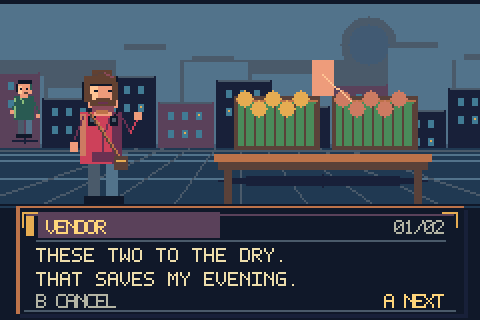 VENDOR
01/02
THESE TWO TO THE DRY.
THAT SAVES MY EVENING.
B CANCEL
A NEXT